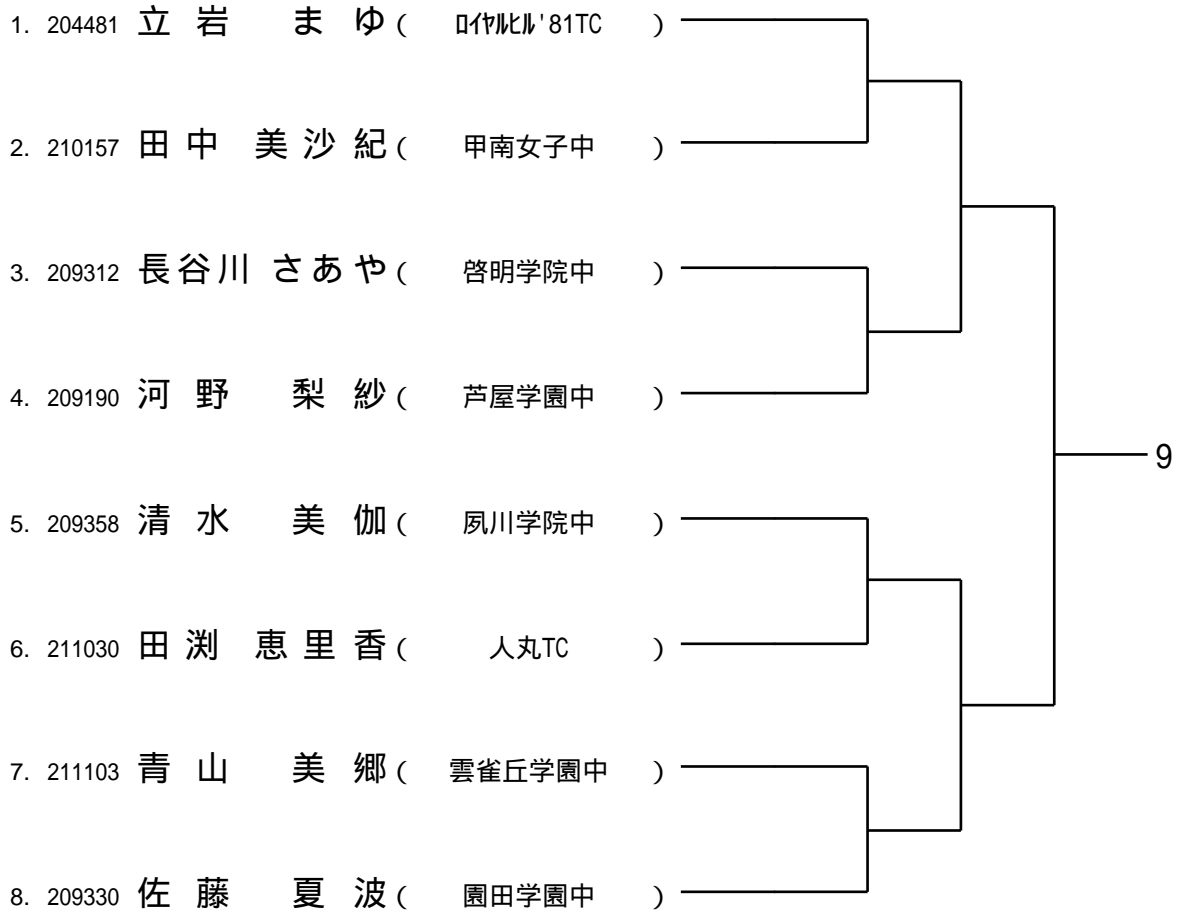 1. 204481 立岩 まゆ ( ﾛｲﾔﾙﾋﾙ'81TC )
2. 210157 田中 美沙紀 ( 甲南女子中 )
3. 209312 長谷川 さあや ( 啓明学院中 )
4. 209190 河野 梨紗 ( 芦屋学園中 )
9
5. 209358 清水 美伽 ( 夙川学院中 )
6. 211030 田渕 恵里香 ( 人丸TC )
7. 211103 青山 美郷 ( 雲雀丘学園中 )
8. 209330 佐藤 夏波 ( 園田学園中 )